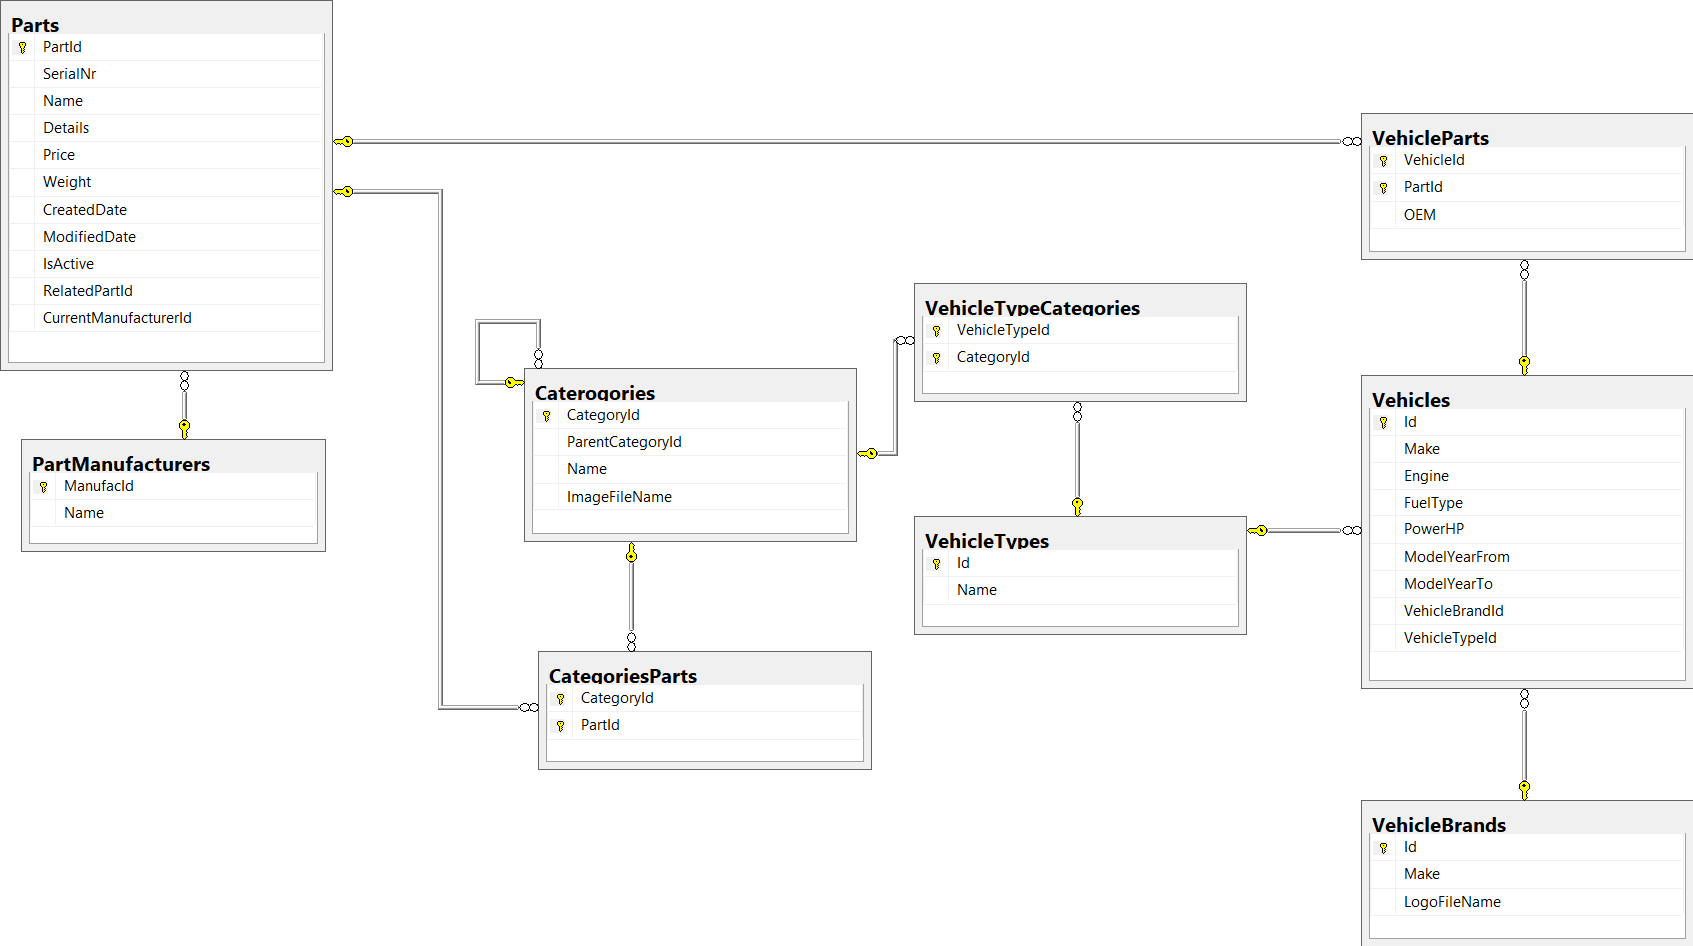 Parts
PartId
SerialNr
Name
Details
Price
Weight
CreatedDate
ModifiedDate
IsActive
RelatedPartId
CurrentManufacturerId
PartManufacturers
ManufacId
Name
Caterogories
CategoryId
ParentCategoryId
Name
ImageFileName
CategoriesParts
CategoryId
PartId
VehicleTypeCategories
VehicleTypeId
CategoryId
VehicleTypes
Id
Name
VehicleParts
VehicleId
PartId
OEM
Vehicles
Id
Make
Engine
FuelType
PowerHP
ModelYearFrom
ModelYearTo
VehicleBrandId
VehicleTypeId
VehicleBrands
Id
Make
LogoFileName